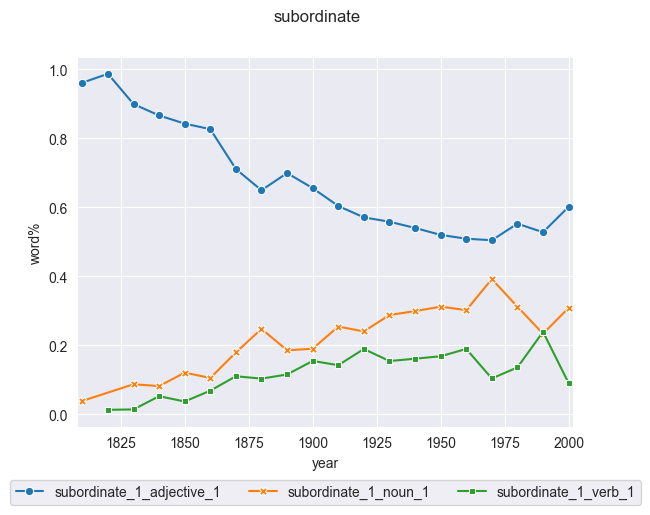 subordinate
1.0
0.8
0.6
0.4
0.2
0.0
word%
1825 1850 1875 1900 1925 1950 1975 2000
year
subordinate_1_adjective_1 subordinate_1_noun_1 subordinate_1_verb_1